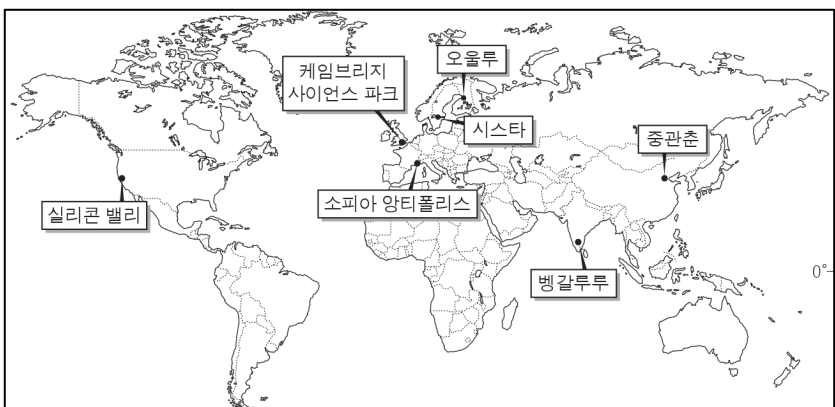 오울루
케임브리지
사이언스 파크
시스타
중관춘
소피아 앙티폴리스
실리콘 밸리
벵갈루루
0°